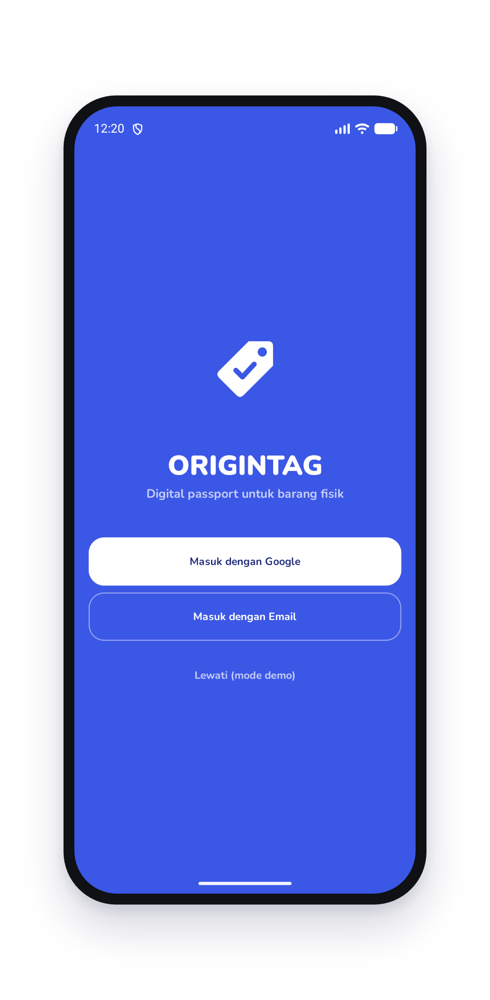 12:20
ORIGINTAG
Digital passport untuk barang fisik
Masuk dengan Google
Masuk dengan Email
Lewati (mode demo)